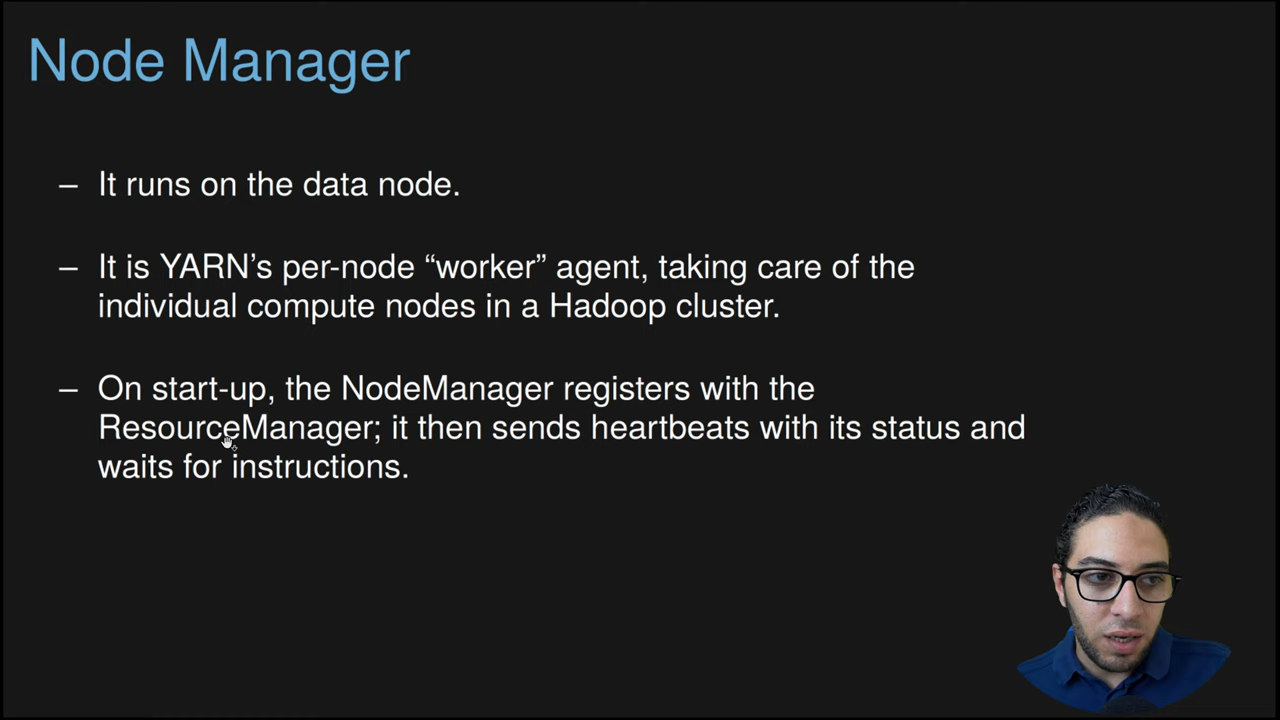 Node Manager
– It runs on the data node.
– It is YARN’s per-node “worker” agent, taking care of the
individual compute nodes in a Hadoop cluster.
– On start-up, the NodeManager registers with the
ResourceManager; it then sends heartbeats with its status and
waits for instructions.